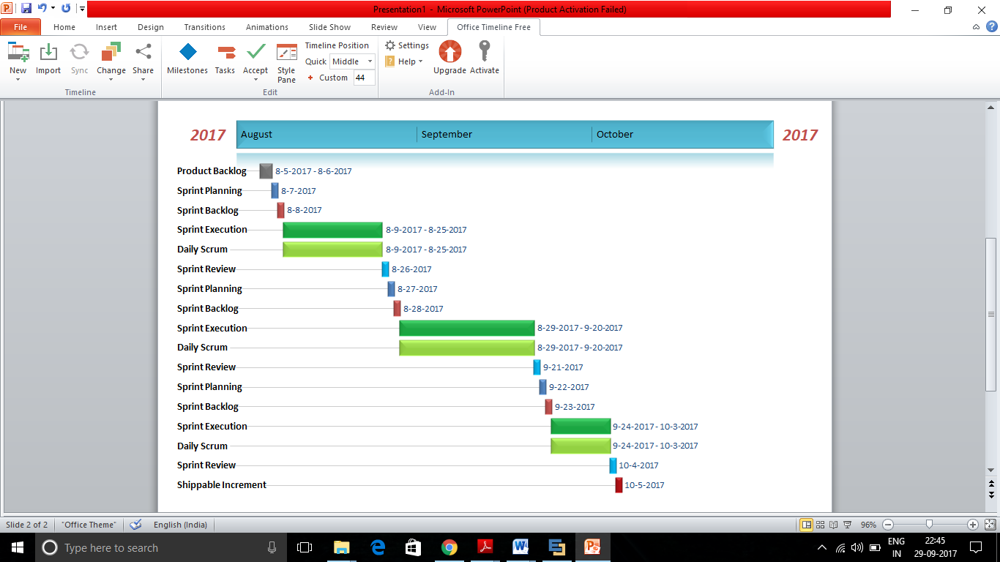 Presentation1 - Microsoft PowerPoint (Product Activation Failed)
File Home Insert Design Transitions Animations Slide Show Review View Office Timeline Free
New Import Sync Change Share
Timeline
Milestones Tasks Accept Style Pane
Timeline Position
Quick Middle
Custom 44
Edit
Settings
Help
Upgrade Activate
Add-In
2017 August September October 2017
Product Backlog 8-5-2017 - 8-6-2017
Sprint Planning 8-7-2017
Sprint Backlog 8-8-2017
Sprint Execution 8-9-2017 - 8-25-2017
Daily Scrum 8-9-2017 - 8-25-2017
Sprint Review 8-26-2017
Sprint Planning 8-27-2017
Sprint Backlog 8-28-2017
Sprint Execution 8-29-2017 - 9-20-2017
Daily Scrum 8-29-2017 - 9-20-2017
Sprint Review 9-21-2017
Sprint Planning 9-22-2017
Sprint Backlog 9-23-2017
Sprint Execution 9-24-2017 - 10-3-2017
Daily Scrum 9-24-2017 - 10-3-2017
Sprint Review 10-4-2017
Shippable Increment 10-5-2017
Slide 2 of 2 "Office Theme" English (India) 96%
Type here to search
ENG 22:45
IN 29-09-2017